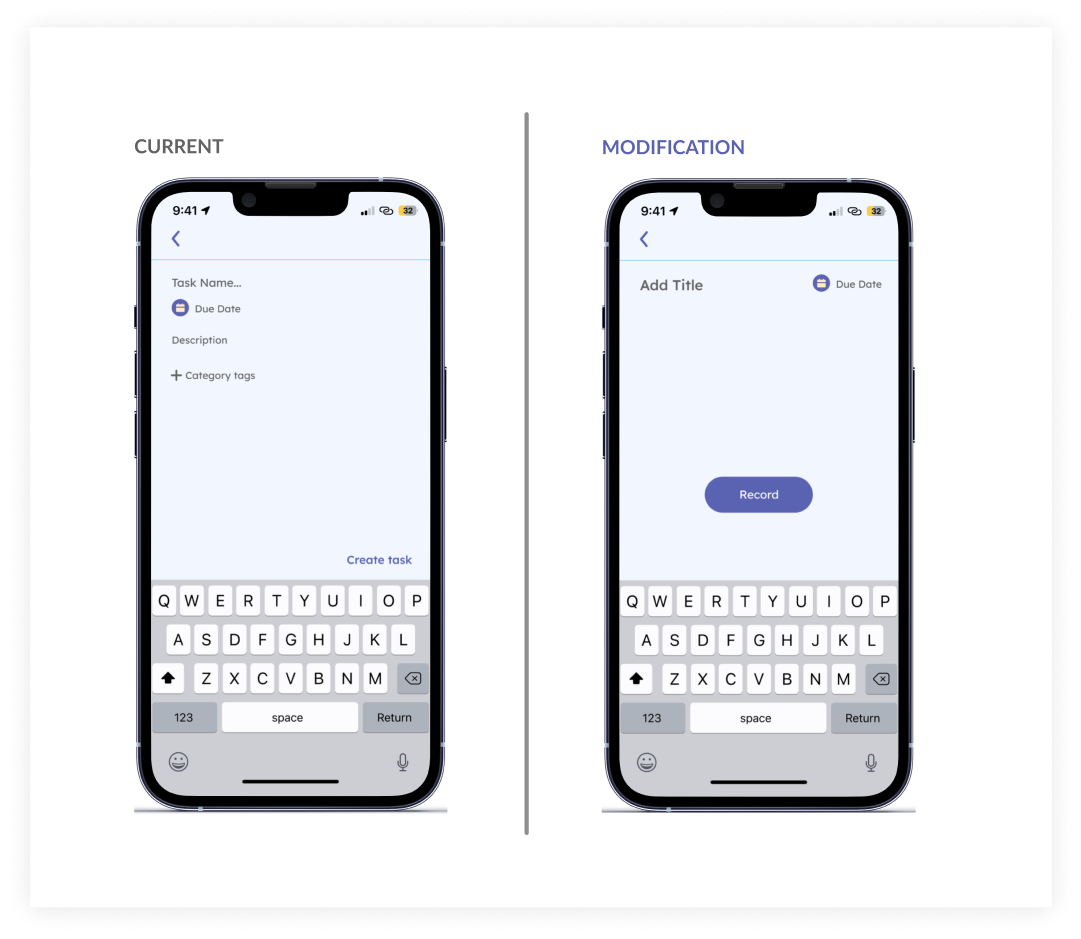 CURRENT
9:41
32
Task Name...
Due Date
Description
+ Category tags
Create task
Q W E R T Y U I O P
A S D F G H J K L
Z X C V B N M
123 space Return
MODIFICATION
9:41
32
Add Title
Due Date
Record
Q W E R T Y U I O P
A S D F G H J K L
Z X C V B N M
123 space Return